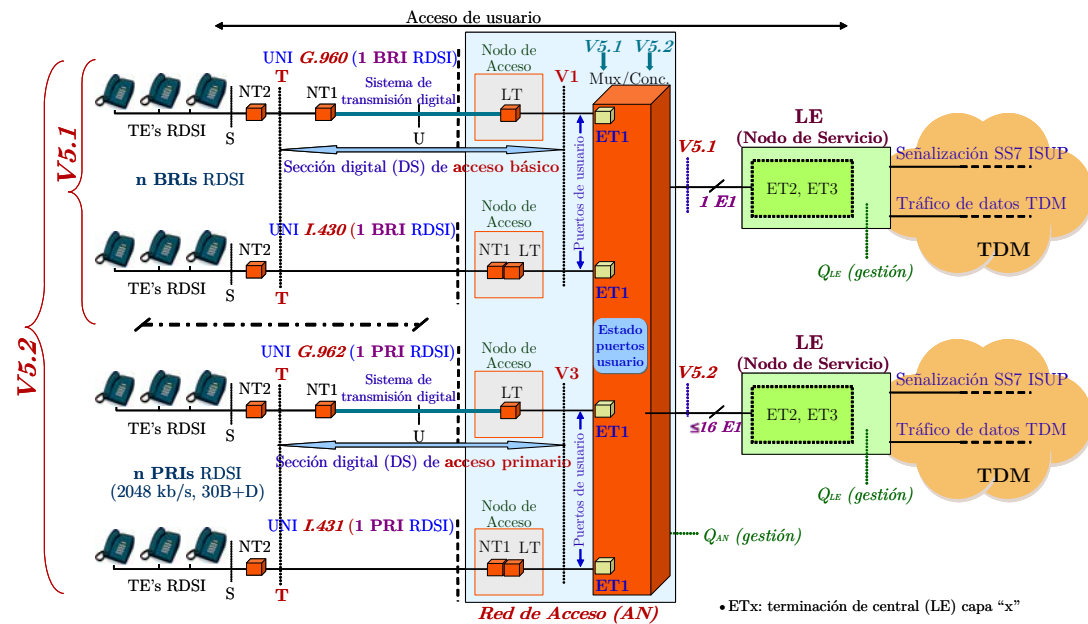 Acceso de usuario
V5.1
V5.2
UNI G.960 (1 BRI RDSI)
Nodo de
Acceso
V5.1 V5.2
Mux/Conc.
T
V1
NT2
NT1
Sistema de
transmisión digital
LT
TE's RDSI
S
U
ET1
Sección digital (DS) de acceso básico
n BRIs RDSI
Puertos de usuario
UNI I.430 (1 BRI RDSI)
Nodo de
Acceso
NT2
NT1 LT
TE's RDSI
S
T
ET1
V5.1
1 E1
LE
(Nodo de Servicio)
ET2, ET3
Señalización SS7 ISUP
Tráfico de datos TDM
TDM
QLE (gestión)
Estado
puertos
usuario
UNI G.962 (1 PRI RDSI)
Nodo de
Acceso
T
V3
NT2
NT1
Sistema de
transmisión digital
LT
TE's RDSI
S
U
ET1
Sección digital (DS) de acceso primario
n PRIs RDSI
(2048 kb/s, 30B+D)
Puertos de usuario
UNI I.431 (1 PRI RDSI)
Nodo de
Acceso
NT2
NT1 LT
TE's RDSI
S
T
ET1
V5.2
≤16 E1
LE
(Nodo de Servicio)
ET2, ET3
Señalización SS7 ISUP
Tráfico de datos TDM
TDM
QLE (gestión)
QAN (gestión)
Red de Acceso (AN)
• ETx: terminación de central (LE) capa “x”